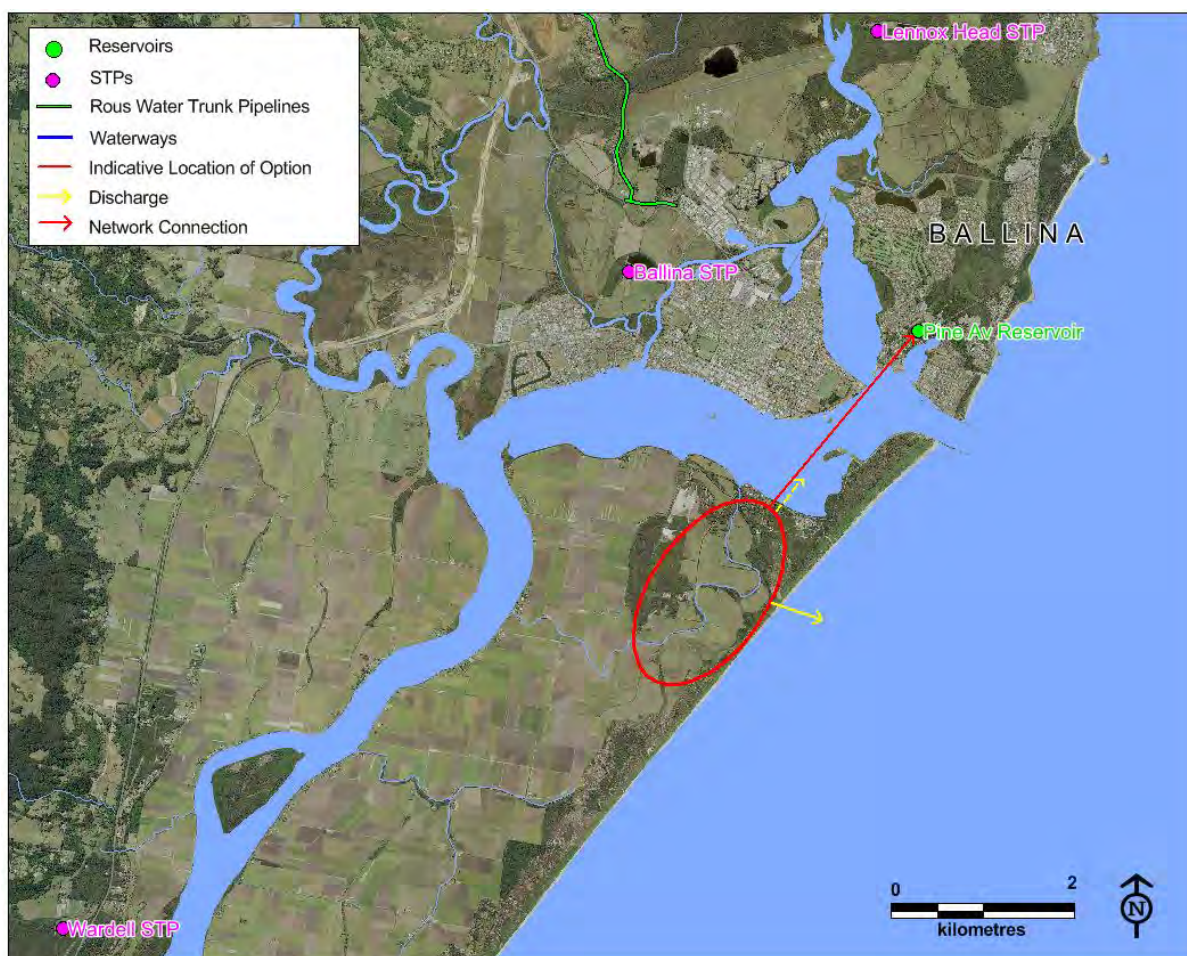 Reservoirs
STPs
Rous Water Trunk Pipelines
Waterways
Indicative Location of Option
Discharge
Network Connection
Lennox Head STP
BALLINA
Ballina STP
Pine Av Reservoir
Wardell STP
0 2
kilometres
N